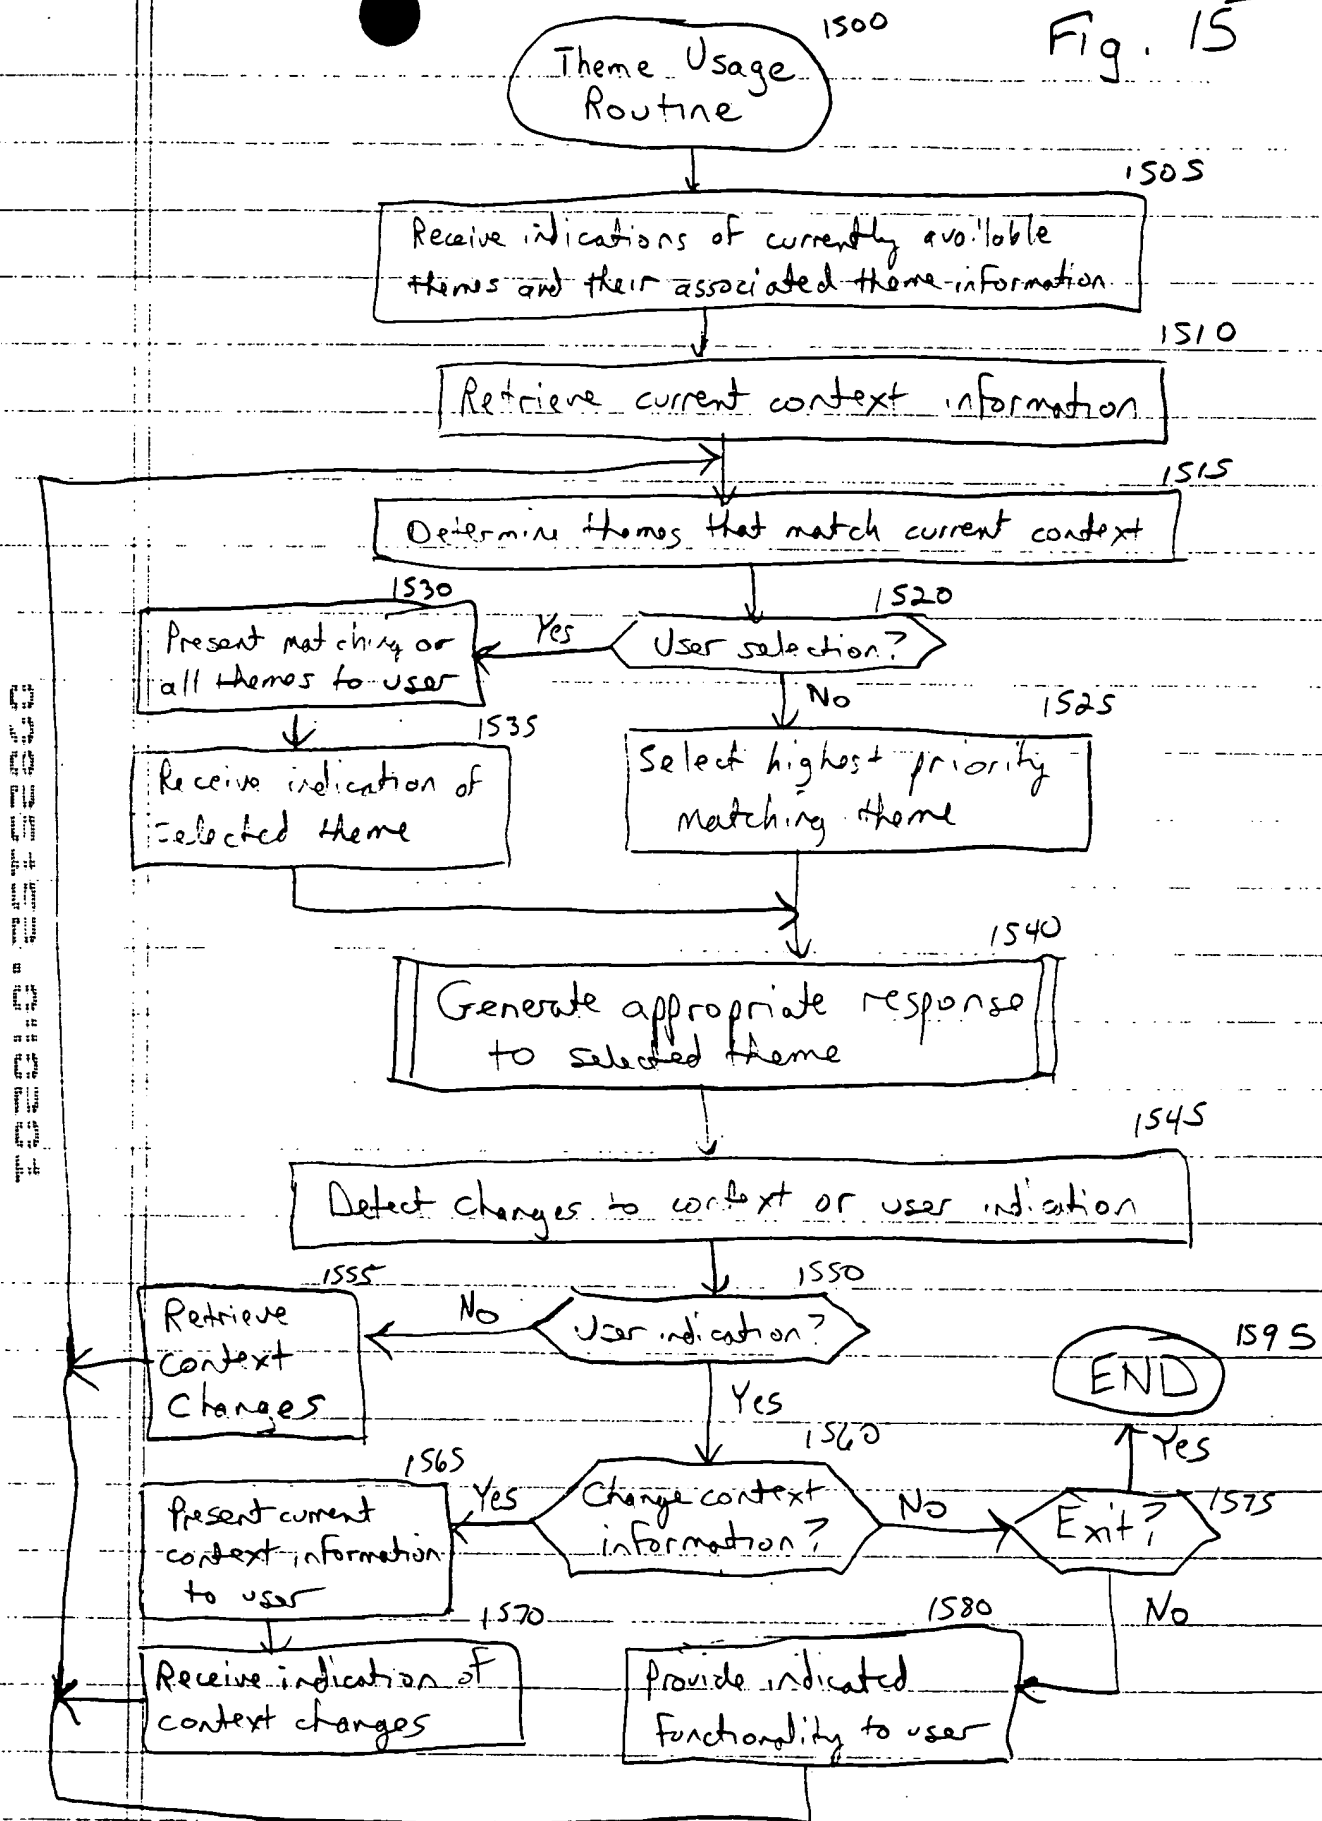 Fig. 15
1500
Theme Usage
Routine
1505
Receive indications of currently available
themes and their associated theme information
1510
Retrieve current context information
1515
Determine themes that match current context
1520
User selection?
Yes
No
1530
Present matching or
all themes to user
1535
Receive indication of
selected theme
1525
Select highest priority
matching theme
1540
Generate appropriate response
to selected theme
1545
Detect changes to context or user indication
1550
User indication?
No
Yes
1555
Retrieve
context
Changes
1560
Change context
information?
Yes
No
1565
Present current
context information
to user
1570
Receive indication of
context changes
1575
Exit?
Yes
No
1595
END
1580
Provide indicated
functionality to user